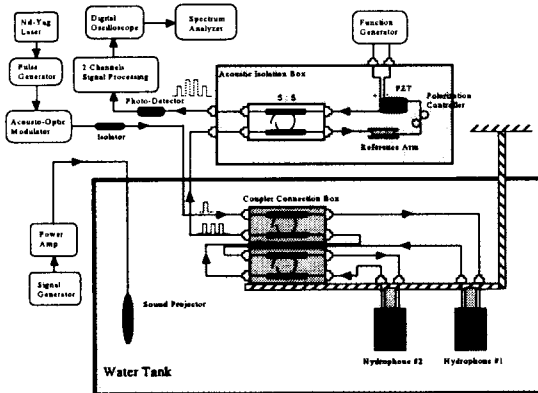 Nd-Yag
Laser
Digital
Oscilloscope
Spectrum
Analyzer
Function
Generator
Pulse
Generator
2 Channels
Signal Processing
Acoustic Isolation Box
PZT
+
-
Polarization
Controller
5 : 5
Photo-Detector
Acousto-Optic
Modulator
Isolator
Reference Arm
Coupler Connection Box
Power
Amp
Signal
Generator
Sound Projector
Hydrophone #2
Hydrophone #1
Water Tank